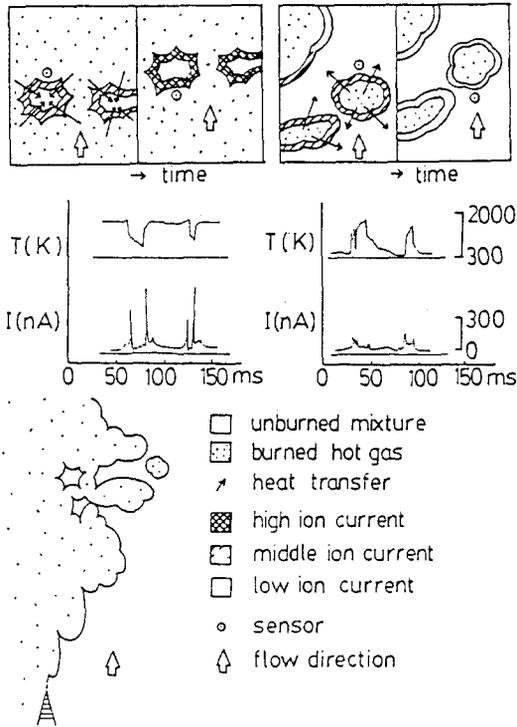 → time
→ time
T(K)
T(K)
2000
300
I(nA)
I(nA)
300
0
0 50 100 150 ms
0 50 100 150 ms
unburned mixture
burned hot gas
heat transfer
high ion current
middle ion current
low ion current
sensor
flow direction